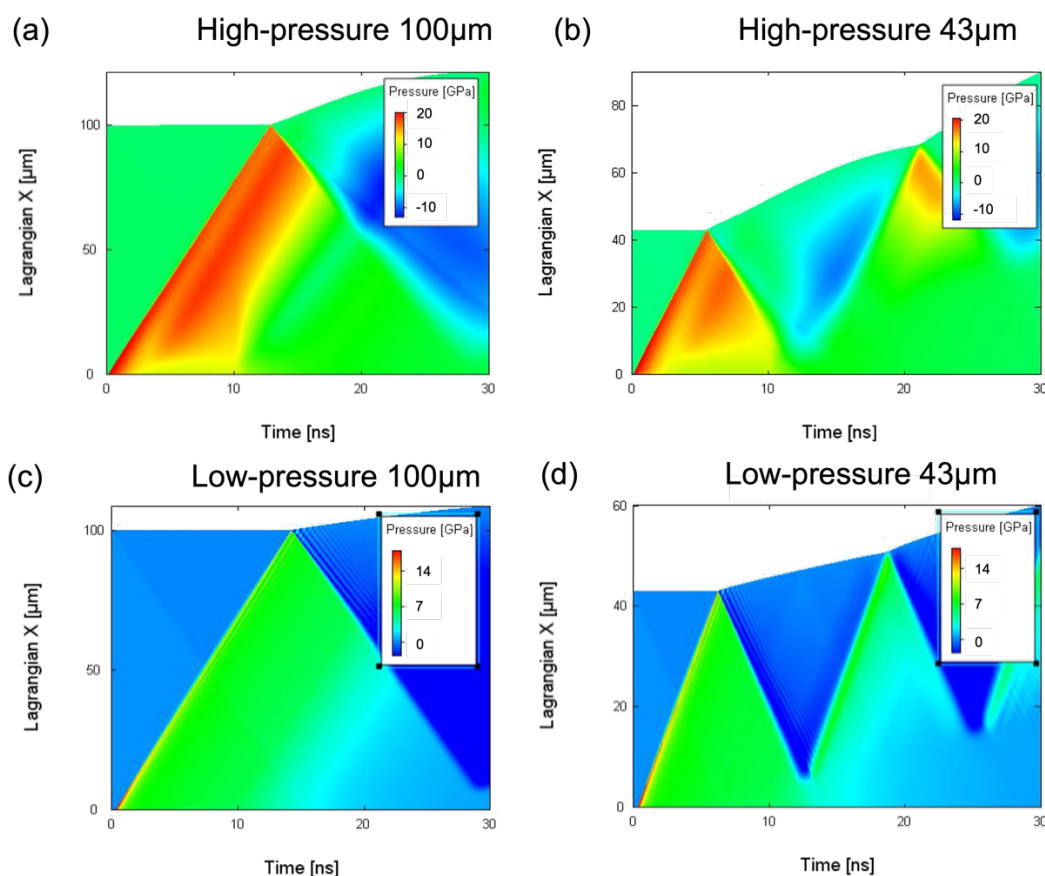 (a) High-pressure 100µm
Pressure [GPa]
20
0
-10
100
50
0
Lagrangian X [µm]
0 10 20 30
Time [ns]
(b) High-pressure 43µm
Pressure [GPa]
20
10
0
-10
80
60
40
20
0
Lagrangian X [µm]
0 10 20 30
Time [ns]
(c) Low-pressure 100µm
Pressure [GPa]
14
7
0
100
50
0
Lagrangian X [µm]
0 10 20 30
Time [ns]
(d) Low-pressure 43µm
Pressure [GPa]
14
7
0
60
40
20
0
Lagrangian X [µm]
0 10 20 30
Time [ns]